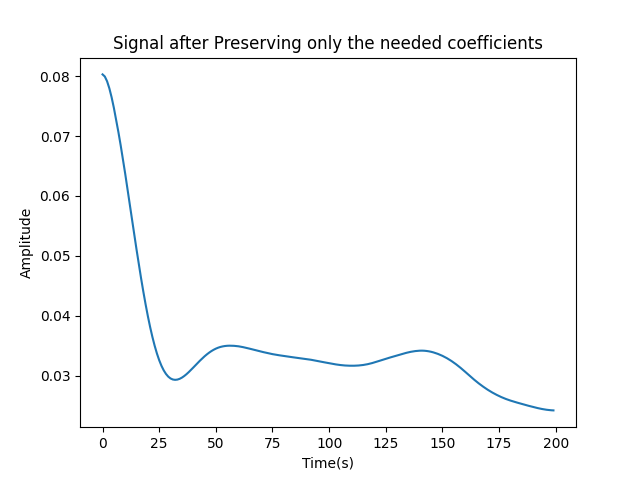 Signal after Preserving only the needed coefficients
0.08
0.07
0.06
0.05
0.04
0.03
Amplitude
0 25 50 75 100 125 150 175 200
Time(s)